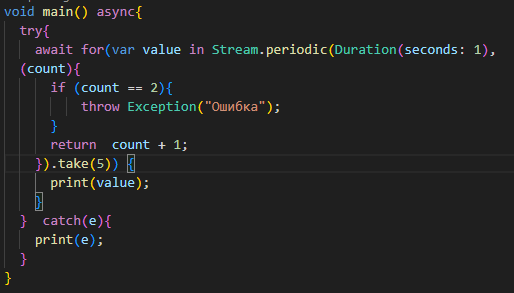 void main() async{
try{
await for(var value in Stream.periodic(Duration(seconds: 1),
(count){
if (count == 2){
throw Exception("Ошибка");
}
return  count + 1;
}).take(5)) {
print(value);
}
}  catch(e){
print(e);
}
}